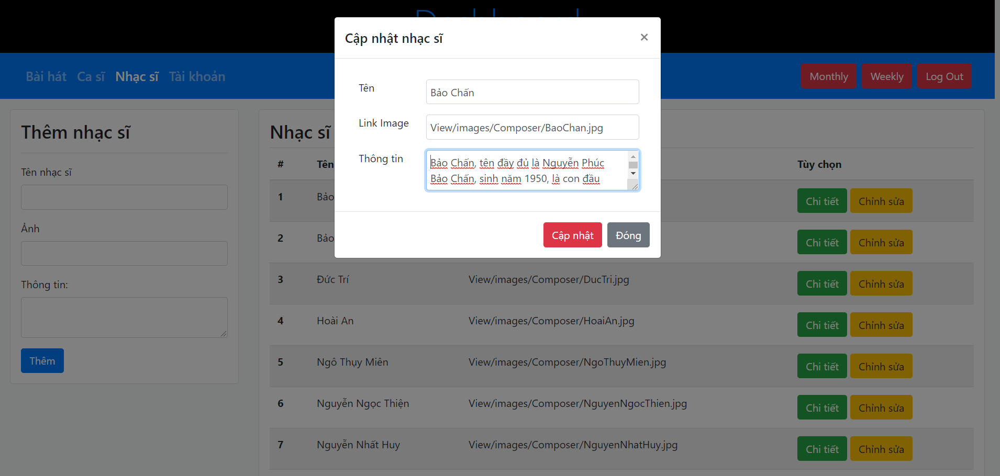 Cập nhật nhạc sĩ ×
Bài hát Ca sĩ Nhạc sĩ Tài khoản Monthly Weekly Log Out
Tên Bảo Chấn
Link Image View/images/Composer/BaoChan.jpg
Thông tin Bảo Chấn, tên đầy đủ là Nguyễn Phúc
Bảo Chấn, sinh năm 1950, là con đầu
Cập nhật Đóng
Thêm nhạc sĩ
Tên nhạc sĩ
Ảnh
Thông tin:
Thêm
Nhạc sĩ
# Tên Tùy chọn
1 Bảo Chi tiết Chỉnh sửa
2 Bảo Chi tiết Chỉnh sửa
3 Đức Trí View/images/Composer/DucTri.jpg Chi tiết Chỉnh sửa
4 Hoài An View/images/Composer/HoaiAn.jpg Chi tiết Chỉnh sửa
5 Ngô Thụy Miên View/images/Composer/NgoThuyMien.jpg Chi tiết Chỉnh sửa
6 Nguyễn Ngọc Thiện View/images/Composer/NguyenNgocThien.jpg Chi tiết Chỉnh sửa
7 Nguyễn Nhất Huy View/images/Composer/NguyenNhatHuy.jpg Chi tiết Chỉnh sửa